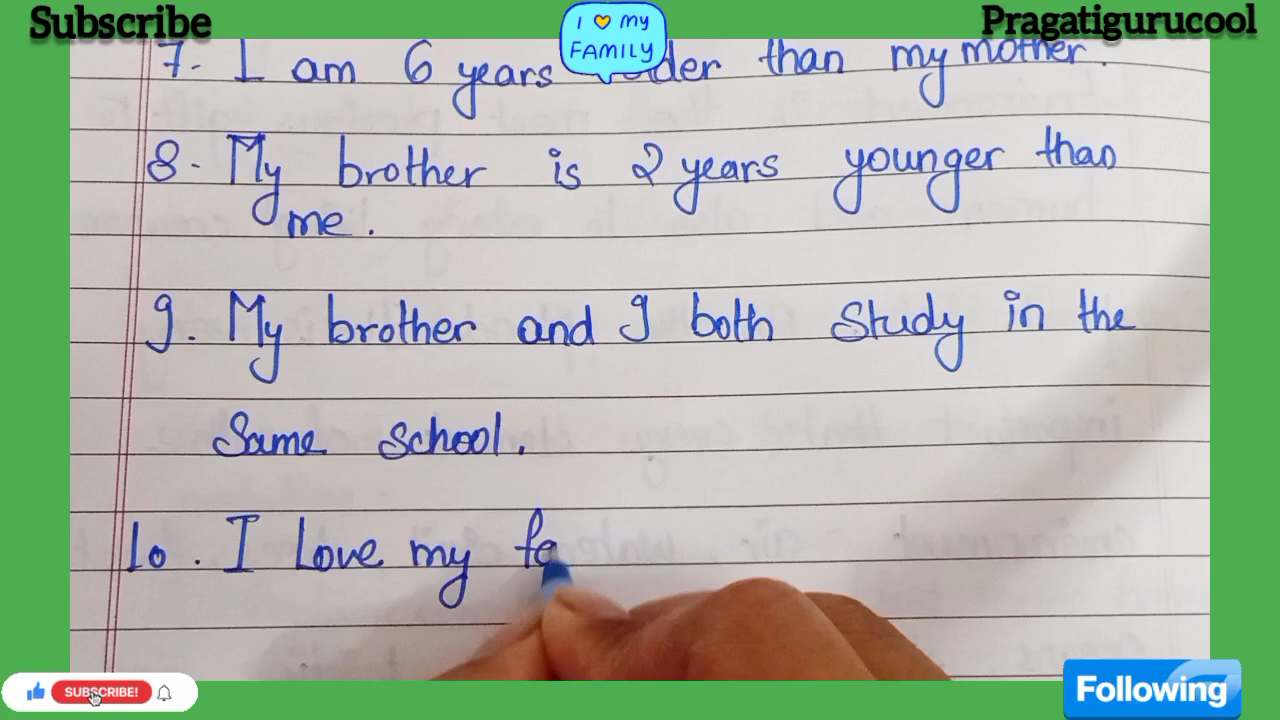 Subscribe
Pragatigurucool
I my
FAMILY
7. I am 6 years than my mother.
8. My brother is 2 years younger than
me.
9. My brother and I both study in the
Same School.
10. I Love my fa
SUBSCRIBE!
Following